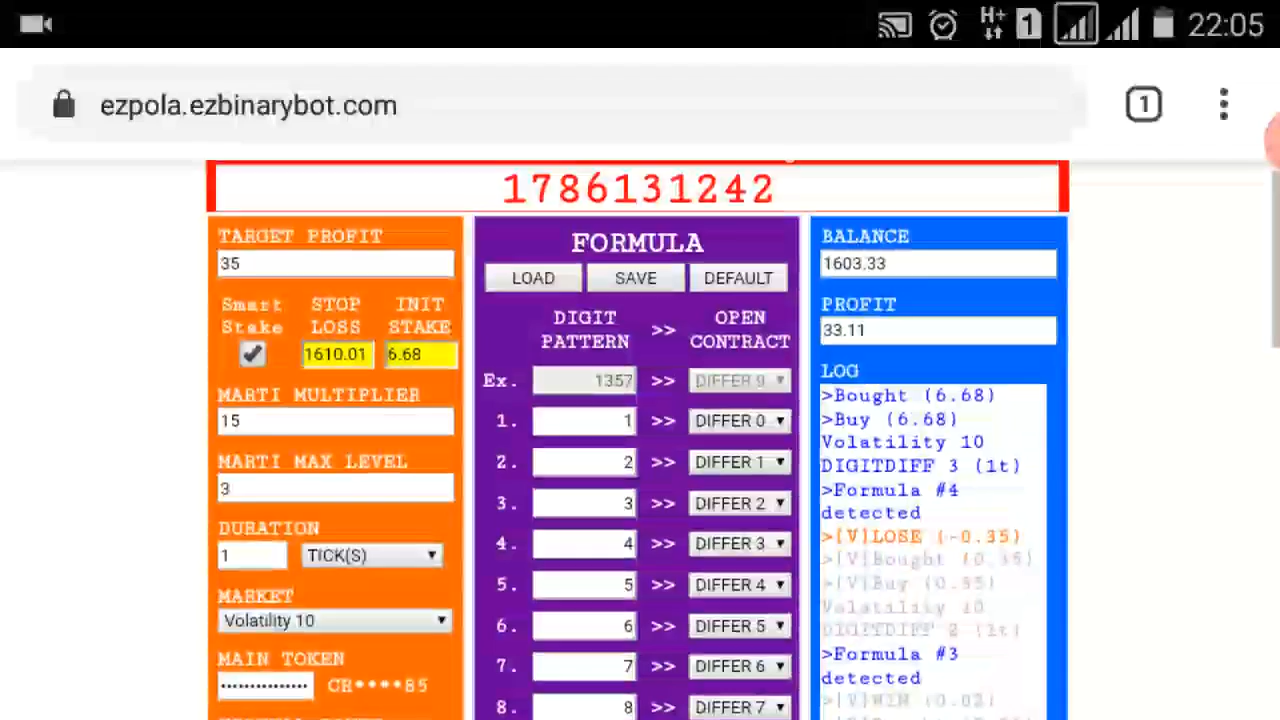 H+ 1 22:05
ezpola.ezbinarybot.com 1
1786131242
TARGET PROFIT
35
Smart Stake STOP LOSS INIT STAKE
1610.01 6.68
MARTI MULTIPLIER
15
MARTI MAX LEVEL
3
DURATION
1 TICK(S)
MARKET
Volatility 10
MAIN TOKEN
•••••••••••••••• CR••••85
FORMULA
LOAD SAVE DEFAULT
DIGIT PATTERN >> OPEN CONTRACT
Ex. 1357 >> DIFFER 9
1. 1 >> DIFFER 0
2. 2 >> DIFFER 1
3. 3 >> DIFFER 2
4. 4 >> DIFFER 3
5. 5 >> DIFFER 4
6. 6 >> DIFFER 5
7. 7 >> DIFFER 6
8. 8 >> DIFFER 7
BALANCE
1603.33
PROFIT
33.11
LOG
>Bought (6.68)
>Buy (6.68)
Volatility 10
DIGITDIFF 3 (1t)
>Formula #4
detected
>[V]LOSE (-0.35)
>[V]Bought (0.35)
>[V]Buy (0.35)
Volatility 10
DIGITDIFF 2 (1t)
>Formula #3
detected
>[V]WIN (0.02)